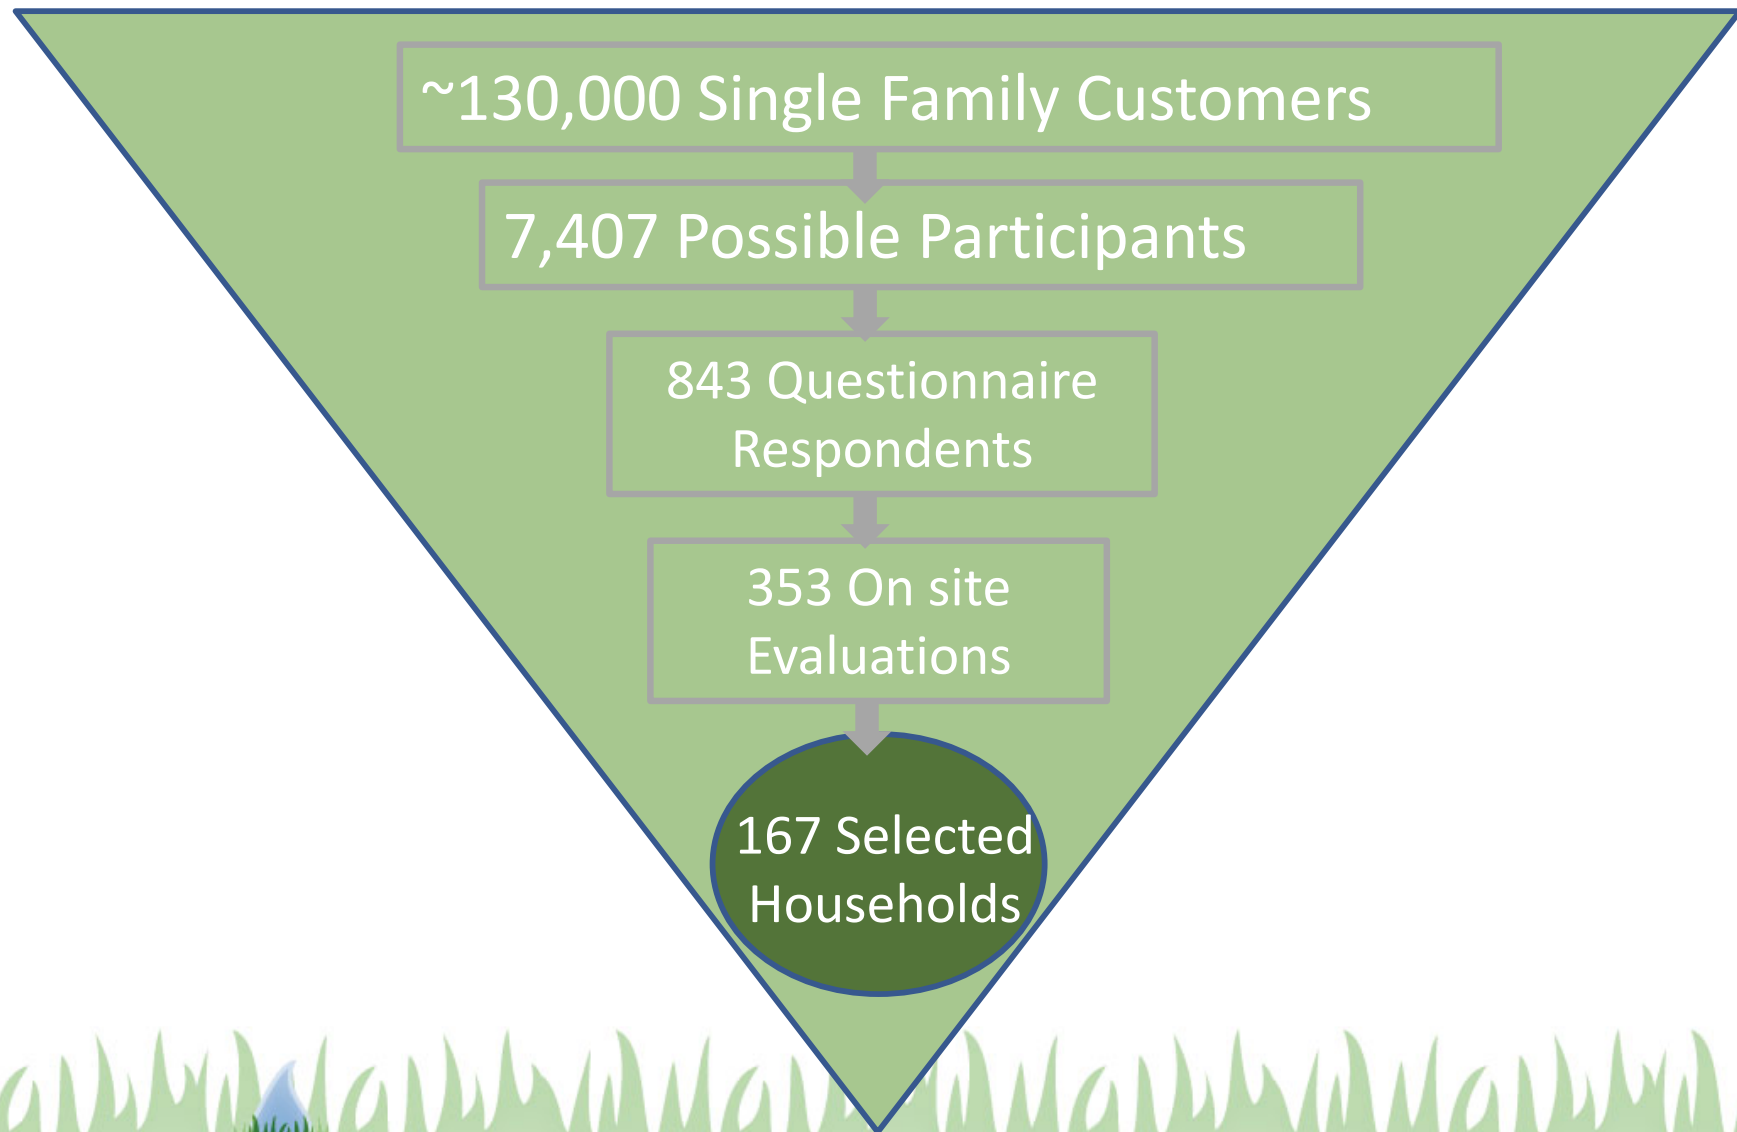 ~130,000 Single Family Customers
7,407 Possible Participants
843 Questionnaire
Respondents
353 On site
Evaluations
167 Selected
Households